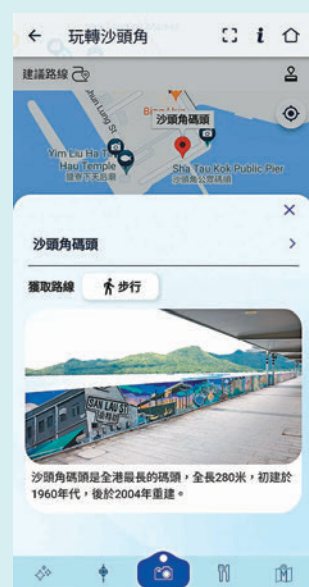 玩轉沙頭角
建議路線
沙頭角碼頭
Yim Liu Ha Tin
Hau Temple
鹽寮下天后廟
Sha Tau Kok Public Pier
沙頭角公眾碼頭
沙頭角碼頭
獲取路線 步行
SAN LAU ST
沙頭角碼頭是全港最長的碼頭，全長280米，初建於
1960年代，後於2004年重建。